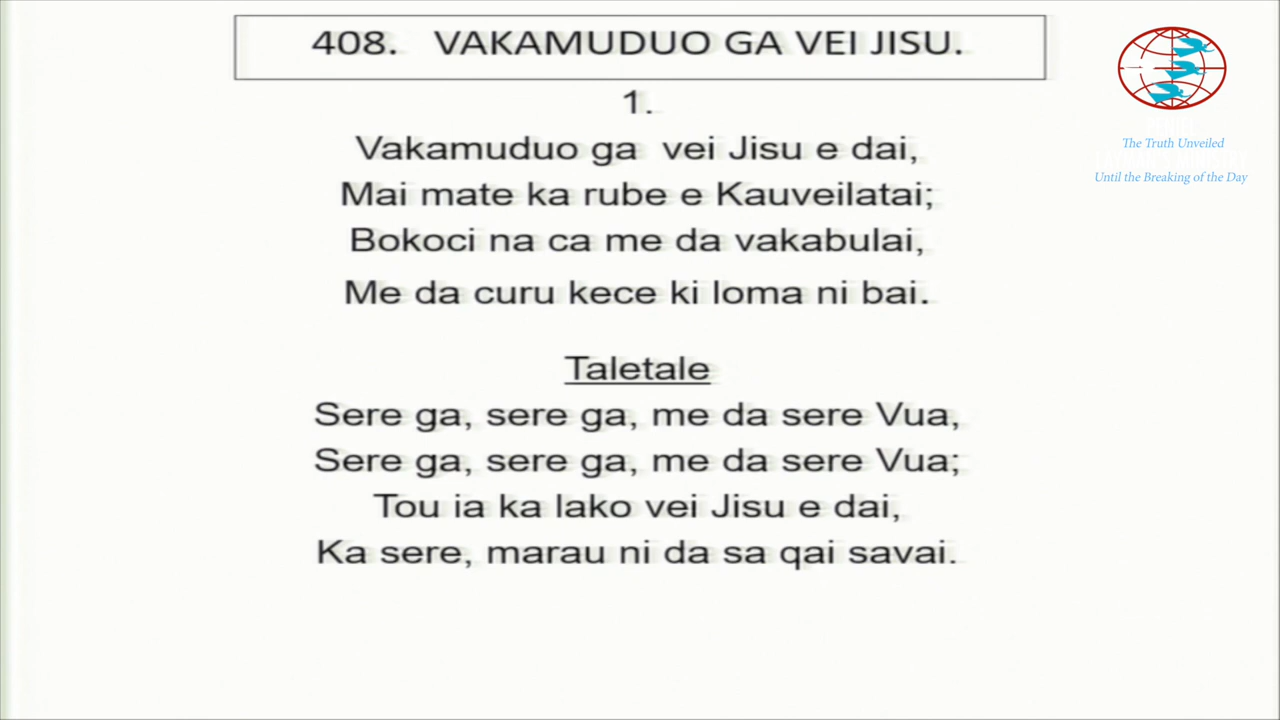 408. VAKAMUDUO GA VEI JISU.
1.
Vakamuduo ga vei Jisu e dai,
Mai mate ka rube e Kauveilatai;
Bokoci na ca me da vakabulai,
Me da curu kece ki loma ni bai.
Taletale
Sere ga, sere ga, me da sere Vua,
Sere ga, sere ga, me da sere Vua;
Tou ia ka lako vei Jisu e dai,
Ka sere, marau ni da sa qai savai.
The Truth Unveiled
Until the Breaking of the Day